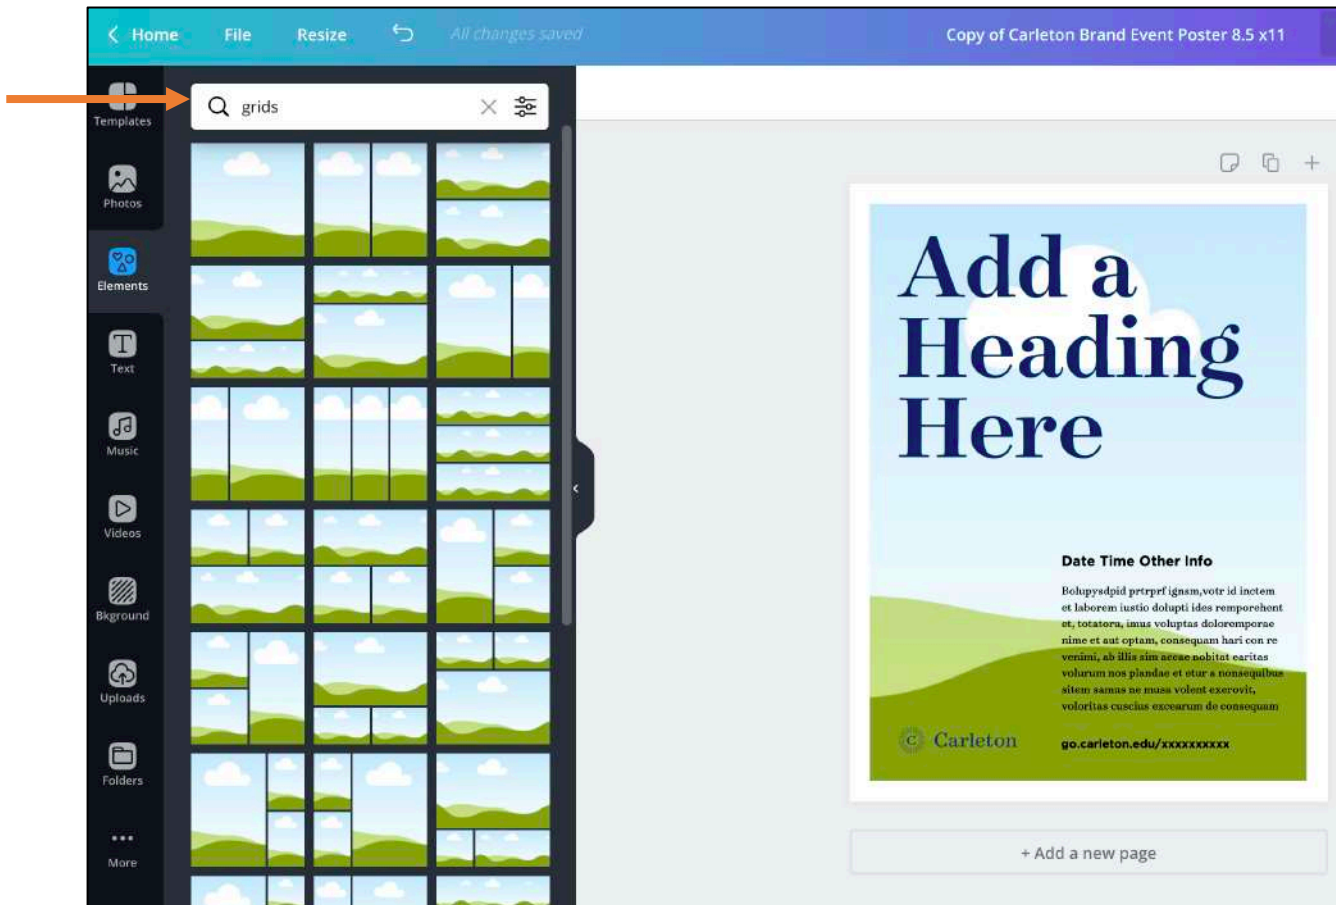 Home File Resize All changes saved Copy of Carleton Brand Event Poster 8.5 x11
grids
Templates
Photos
Elements
Text
Music
Videos
Bkground
Uploads
Folders
More
Add a
Heading
Here
Date Time Other Info
Bolupysdpid prtrprf ignam,votr id inctem
et laborem iustio dolupti ides remporehent
et, totatora, imus voluptas doloremporae
nime et aut optam, consequam hari con re
venimi, ab illis sim accae nobitat earitas
volurum nos plandae et etur a nonsequibus
sitem samus ne musa volent exerovit,
voloritas cuscius excearum de consequam
C Carleton
go.carleton.edu/xxxxxxxxxx
+ Add a new page